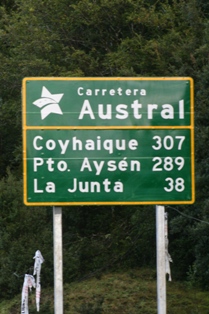 Carretera
Austral
Coyhaique 307
Pto. Aysén 289
La Junta 38